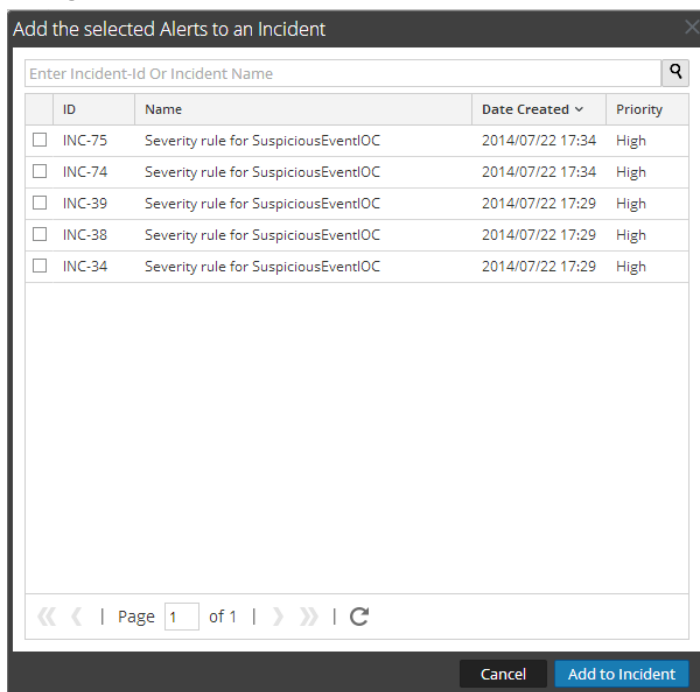 Add the selected Alerts to an Incident
Enter Incident-Id Or Incident Name
ID Name Date Created Priority
INC-75 Severity rule for SuspiciousEventIOC 2014/07/22 17:34 High
INC-74 Severity rule for SuspiciousEventIOC 2014/07/22 17:34 High
INC-39 Severity rule for SuspiciousEventIOC 2014/07/22 17:29 High
INC-38 Severity rule for SuspiciousEventIOC 2014/07/22 17:29 High
INC-34 Severity rule for SuspiciousEventIOC 2014/07/22 17:29 High
Page 1 of 1
Cancel Add to Incident